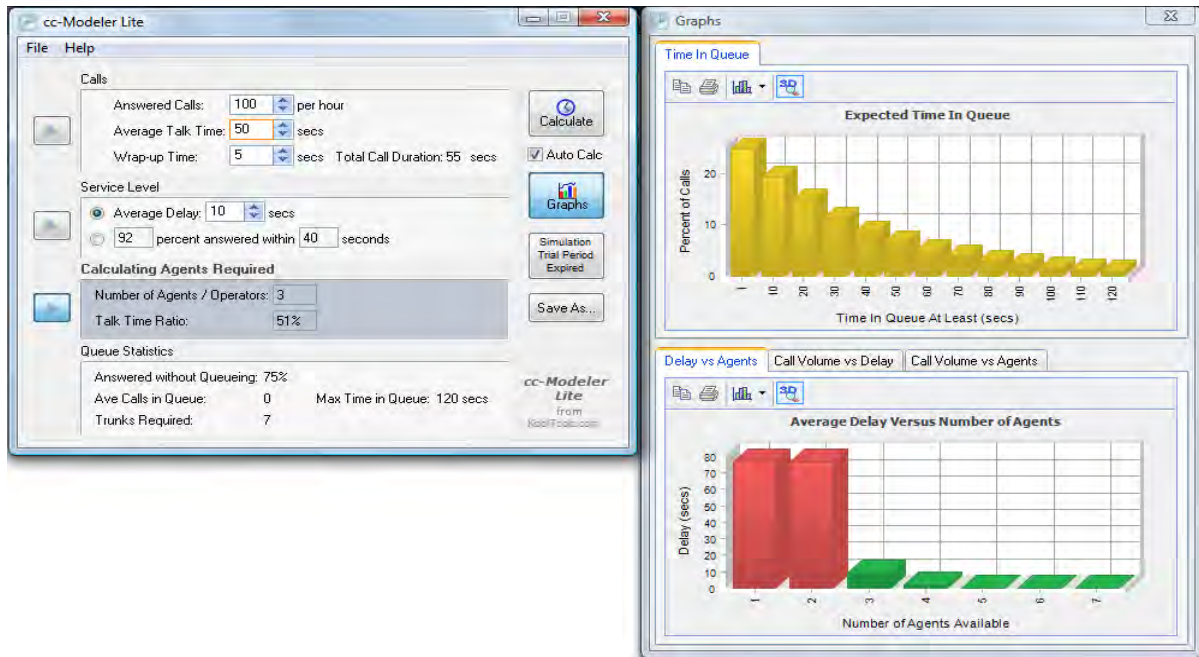 cc-Modeler Lite
File Help
Calls
Answered Calls: 100 per hour
Average Talk Time: 50 secs
Wrap-up Time: 5 secs Total Call Duration: 55 secs
Calculate
Auto Calc
Graphs
Service Level
Average Delay: 10 secs
92 percent answered within 40 seconds
Simulation
Trial Period
Expired
Calculating Agents Required
Number of Agents / Operators: 3
Talk Time Ratio: 51%
Save As...
Queue Statistics
Answered without Queueing: 75%
Ave Calls in Queue: 0 Max Time in Queue: 120 secs
Trunks Required: 7
cc-Modeler
Lite
from
KoolToolz.com
Graphs
Time In Queue
3D
Expected Time In Queue
Percent of Calls
20
10
0
1 10 20 30 40 50 60 70 80 90 100 110 120
Time In Queue At Least (secs)
Delay vs Agents Call Volume vs Delay Call Volume vs Agents
3D
Average Delay Versus Number of Agents
Delay (secs)
80
70
60
50
40
30
20
10
0
1 2 3 4 5 6 7
Number of Agents Available